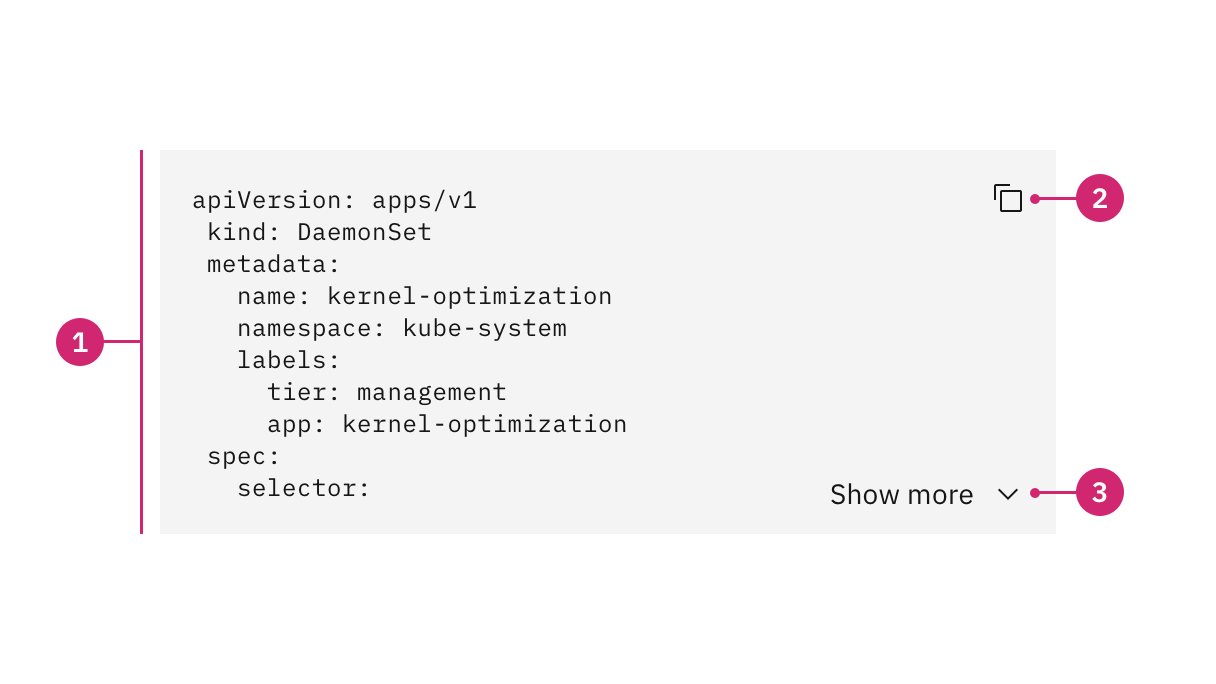 apiVersion: apps/v1
 kind: DaemonSet
 metadata:
   name: kernel-optimization
   namespace: kube-system
   labels:
     tier: management
     app: kernel-optimization
 spec:
   selector:
Show more
1
2
3